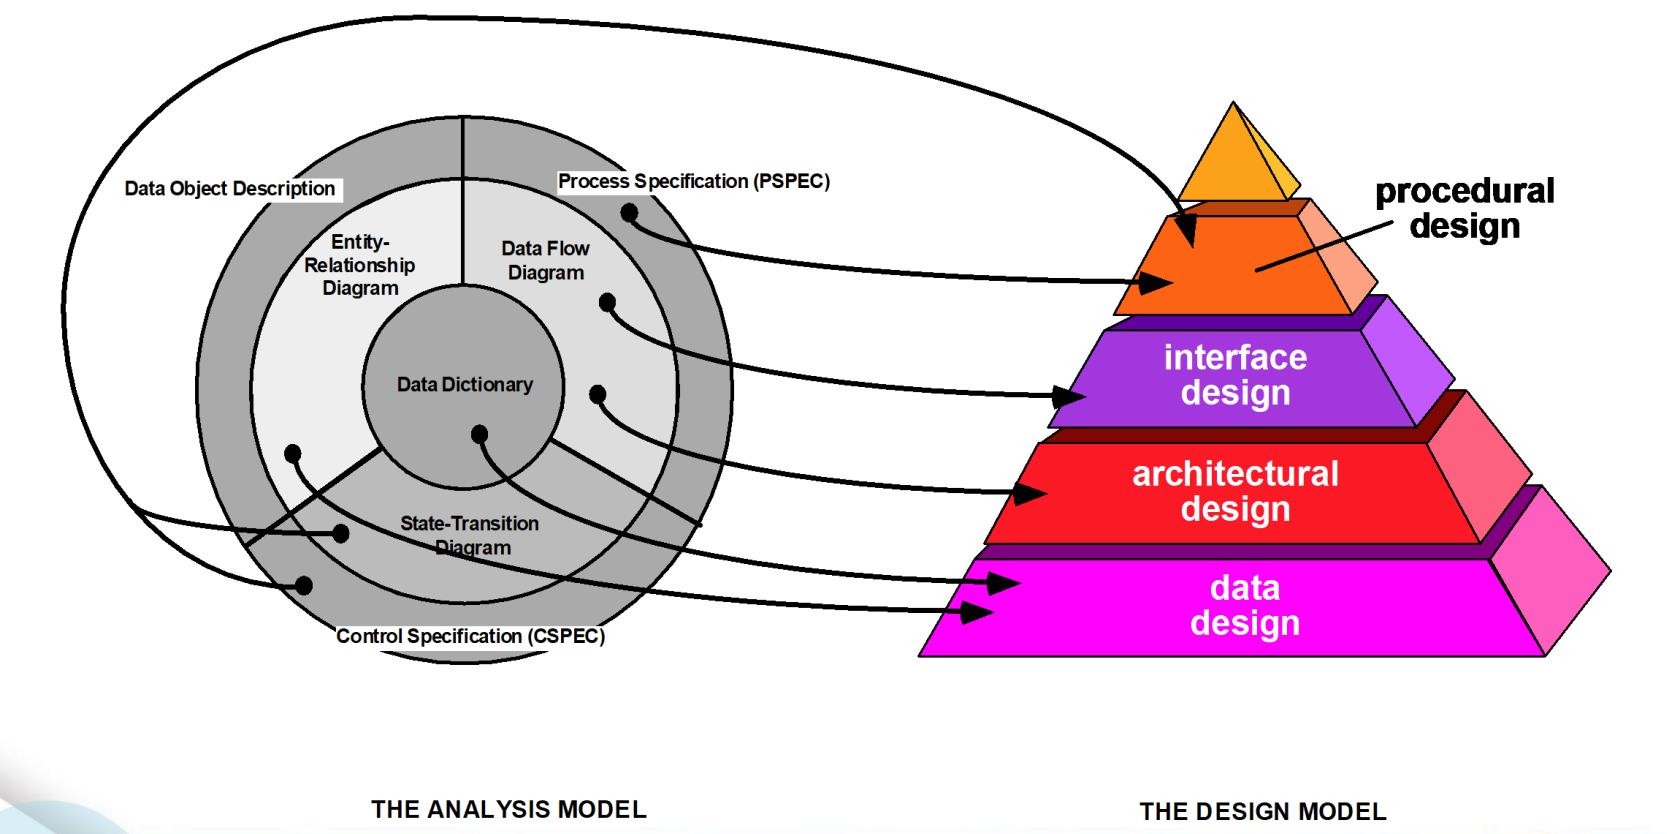 Data Object Description
Process Specification (PSPEC)
Entity-
Relationship
Diagram
Data Flow
Diagram
Data Dictionary
State-Transition
Diagram
Control Specification (CSPEC)
procedural
design
interface
design
architectural
design
data
design
THE ANALYSIS MODEL
THE DESIGN MODEL